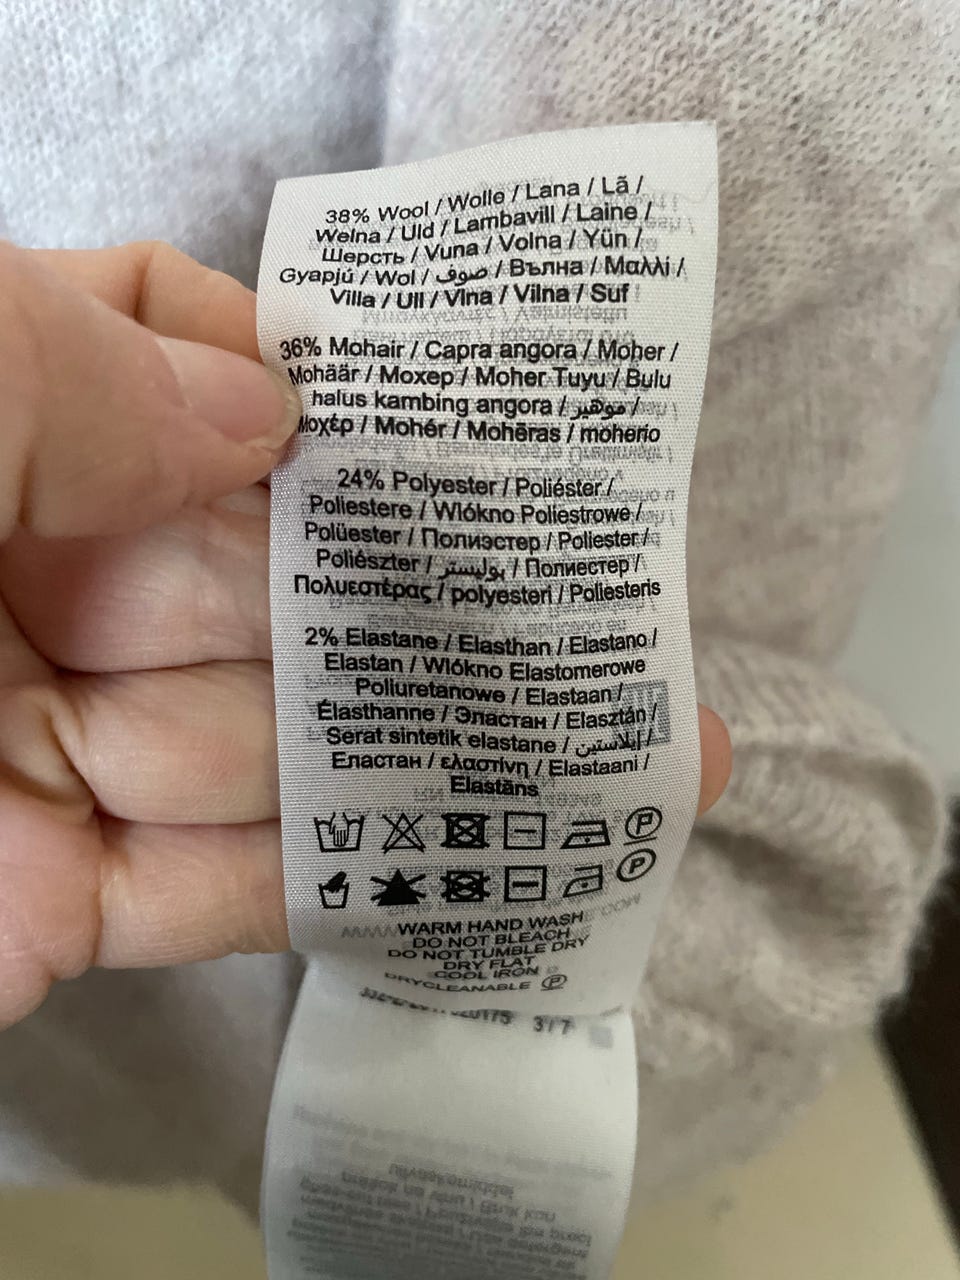 38% Wool / Wolle / Lana / Lã /
Wełna / Uld / Lambavill / Laine /
Шерсть / Vuna / Volna / Yün /
Gyapjú / Wol / صوف / Вълна / Μαλλί /
Villa / Ull / Vlna / Vilna / Suf
36% Mohair / Capra angora / Moher /
Mohäär / Мохер / Moher Tuyu / Bulu
halus kambing angora / موهير /
Μοχέρ / Mohér / Mohēras / moherio
24% Polyester / Poliéster /
Poliestere / Włókno Poliestrowe /
Polüester / Полиэстер / Poliester /
Poliészter / بوليستر / Полиестер /
Πολυεστέρας / polyesteri / Poliesteris
2% Elastane / Elasthan / Elastano /
Elastan / Włókno Elastomerowe
Poliuretanowe / Elastaan /
Élasthanne / Эластан / Elasztán /
Serat sintetik elastane / إيلاستين /
Еластан / ελαστίνη / Elastaani /
Elastāns
P
P
WARM HAND WASH
DO NOT BLEACH
DO NOT TUMBLE DRY
DRY FLAT
COOL IRON
DRYCLEANABLE P
3/7